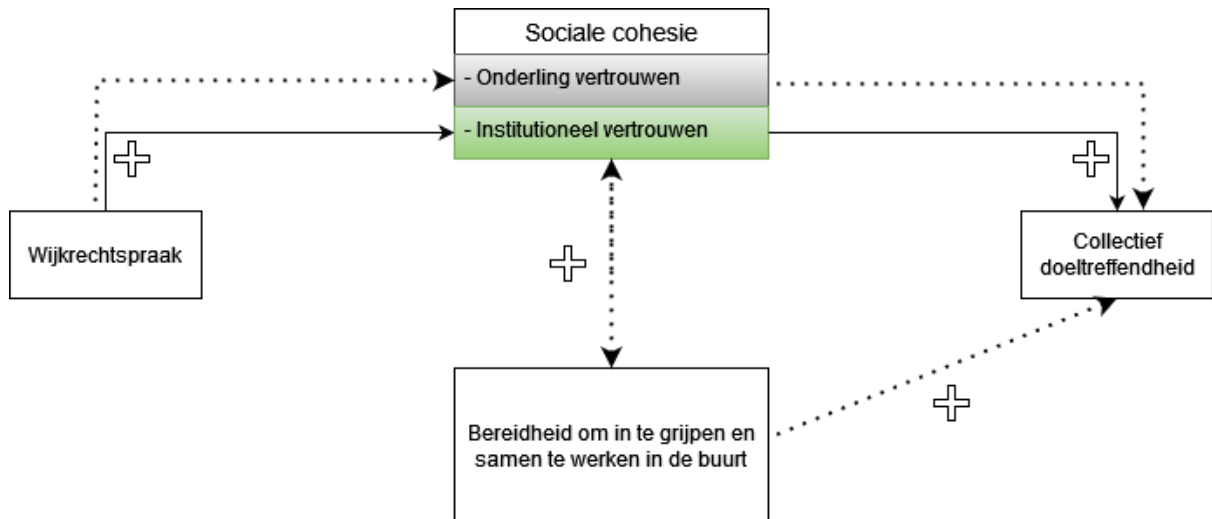 Sociale cohesie
- Onderling vertrouwen
- Institutioneel vertrouwen
Wijkrechtspraak
Collectief
doeltreffendheid
Bereidheid om in te grijpen en
samen te werken in de buurt